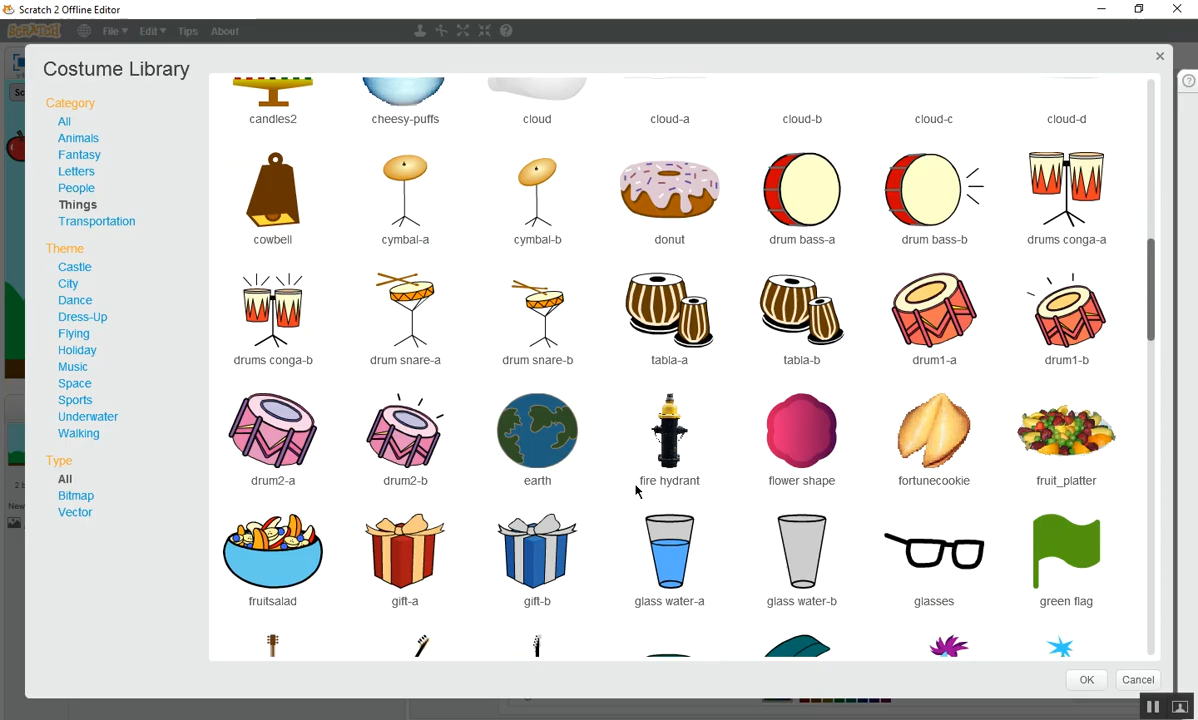 Scratch 2 Offline Editor
SCRATCH File Edit Tips About
Costume Library
Category
All
Animals
Fantasy
Letters
People
Things
Transportation
Theme
Castle
City
Dance
Dress-Up
Flying
Holiday
Music
Space
Sports
Underwater
Walking
Type
All
Bitmap
Vector
candles2 cheesy-puffs cloud cloud-a cloud-b cloud-c cloud-d
cowbell cymbal-a cymbal-b donut drum bass-a drum bass-b drums conga-a
drums conga-b drum snare-a drum snare-b tabla-a tabla-b drum1-a drum1-b
drum2-a drum2-b earth fire hydrant flower shape fortunecookie fruit_platter
fruitsalad gift-a gift-b glass water-a glass water-b glasses green flag
OK Cancel